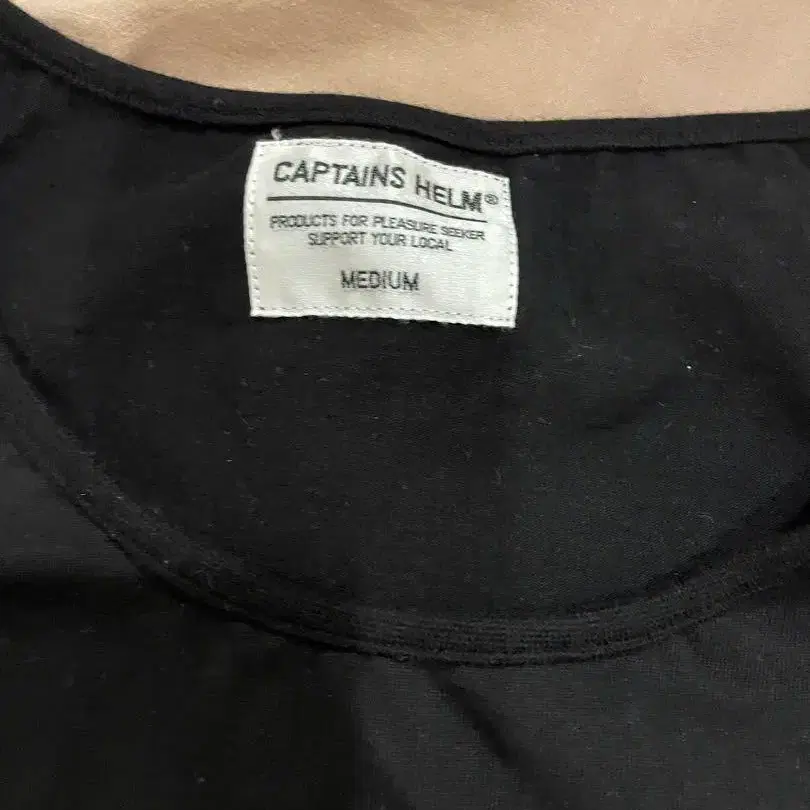 CAPTAINS HELM®
PRODUCTS FOR PLEASURE SEEKER
SUPPORT YOUR LOCAL
MEDIUM